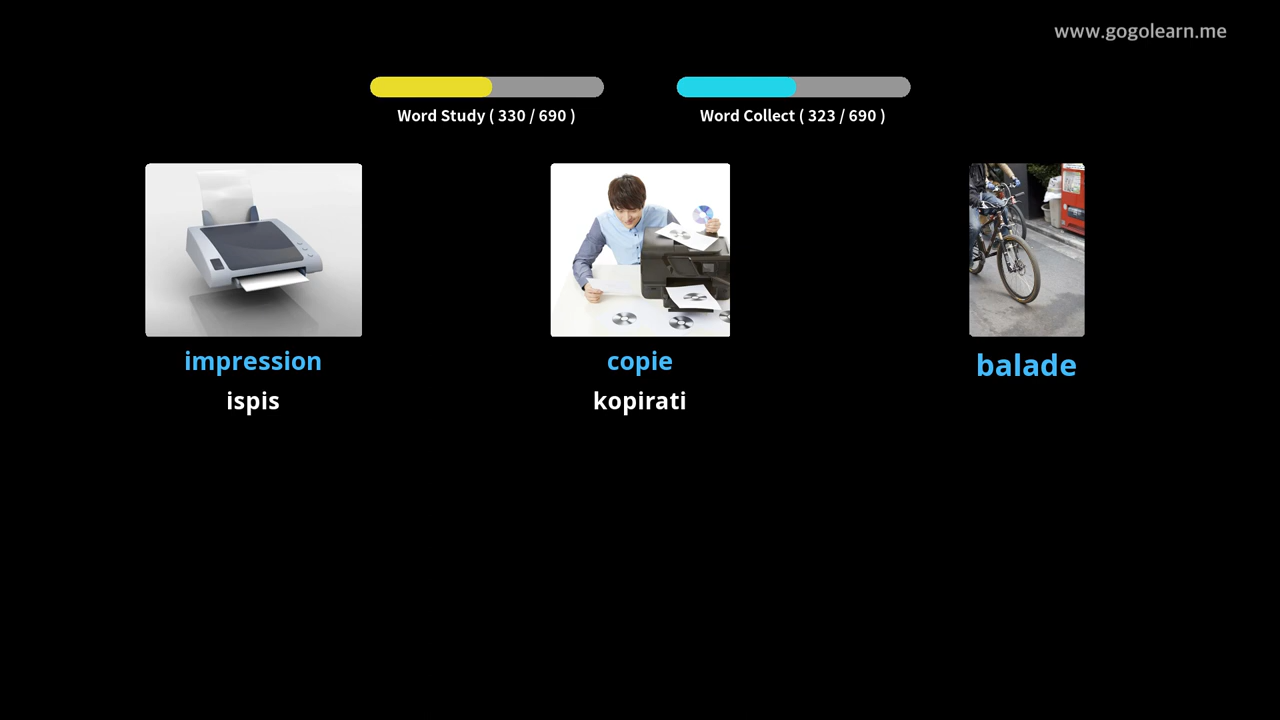 www.gogolearn.me
Word Study ( 330 / 690 )
Word Collect ( 323 / 690 )
impression
ispis
copie
kopirati
balade